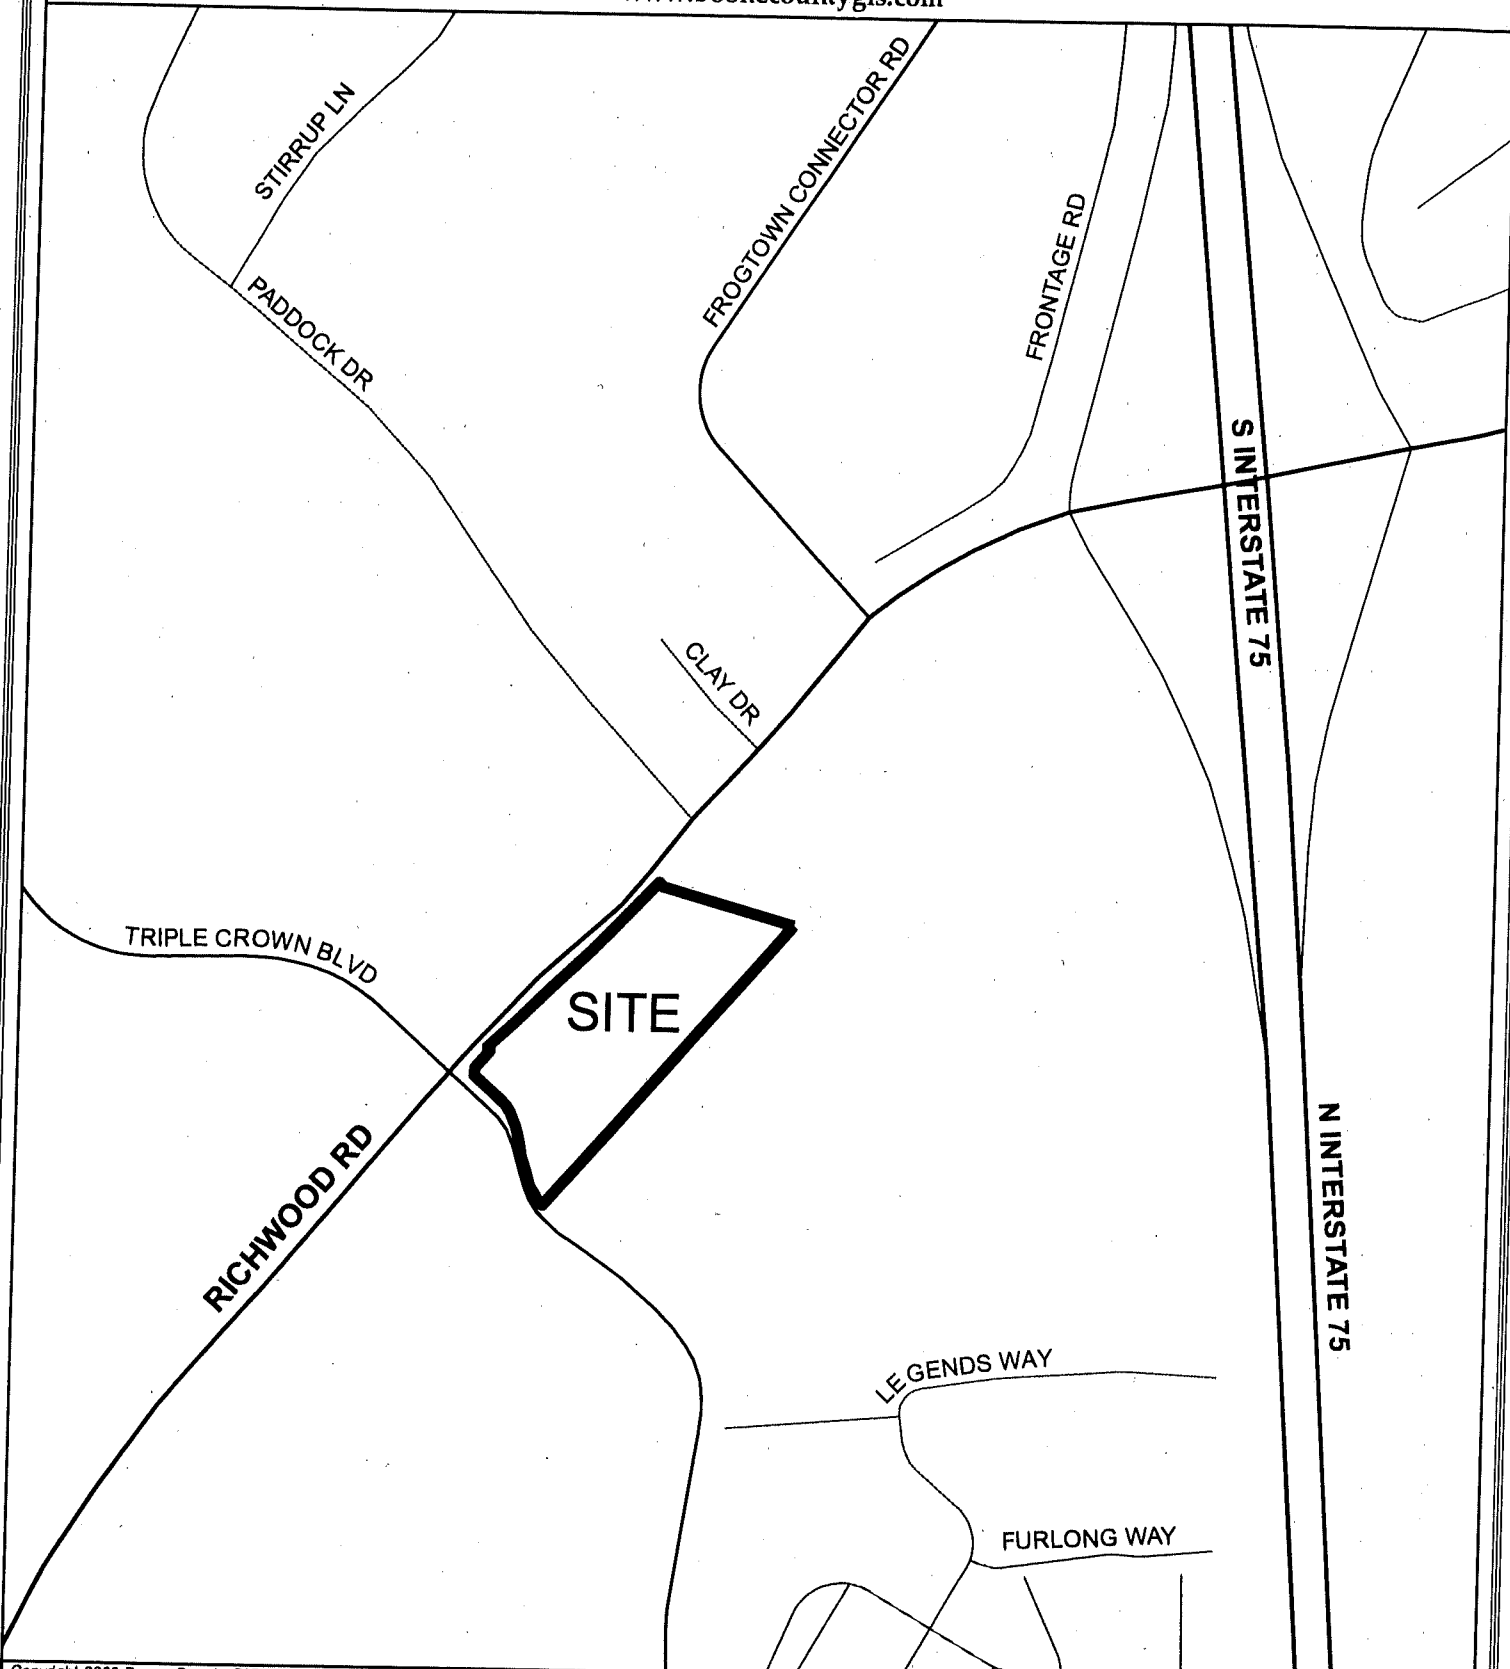 STIRRUP LN
FROGTOWN CONNECTOR RD
FRONTAGE RD
PADDOCK DR
S INTERSTATE 75
CLAY DR
TRIPLE CROWN BLVD
SITE
RICHWOOD RD
N INTERSTATE 75
LEGENDS WAY
FURLONG WAY